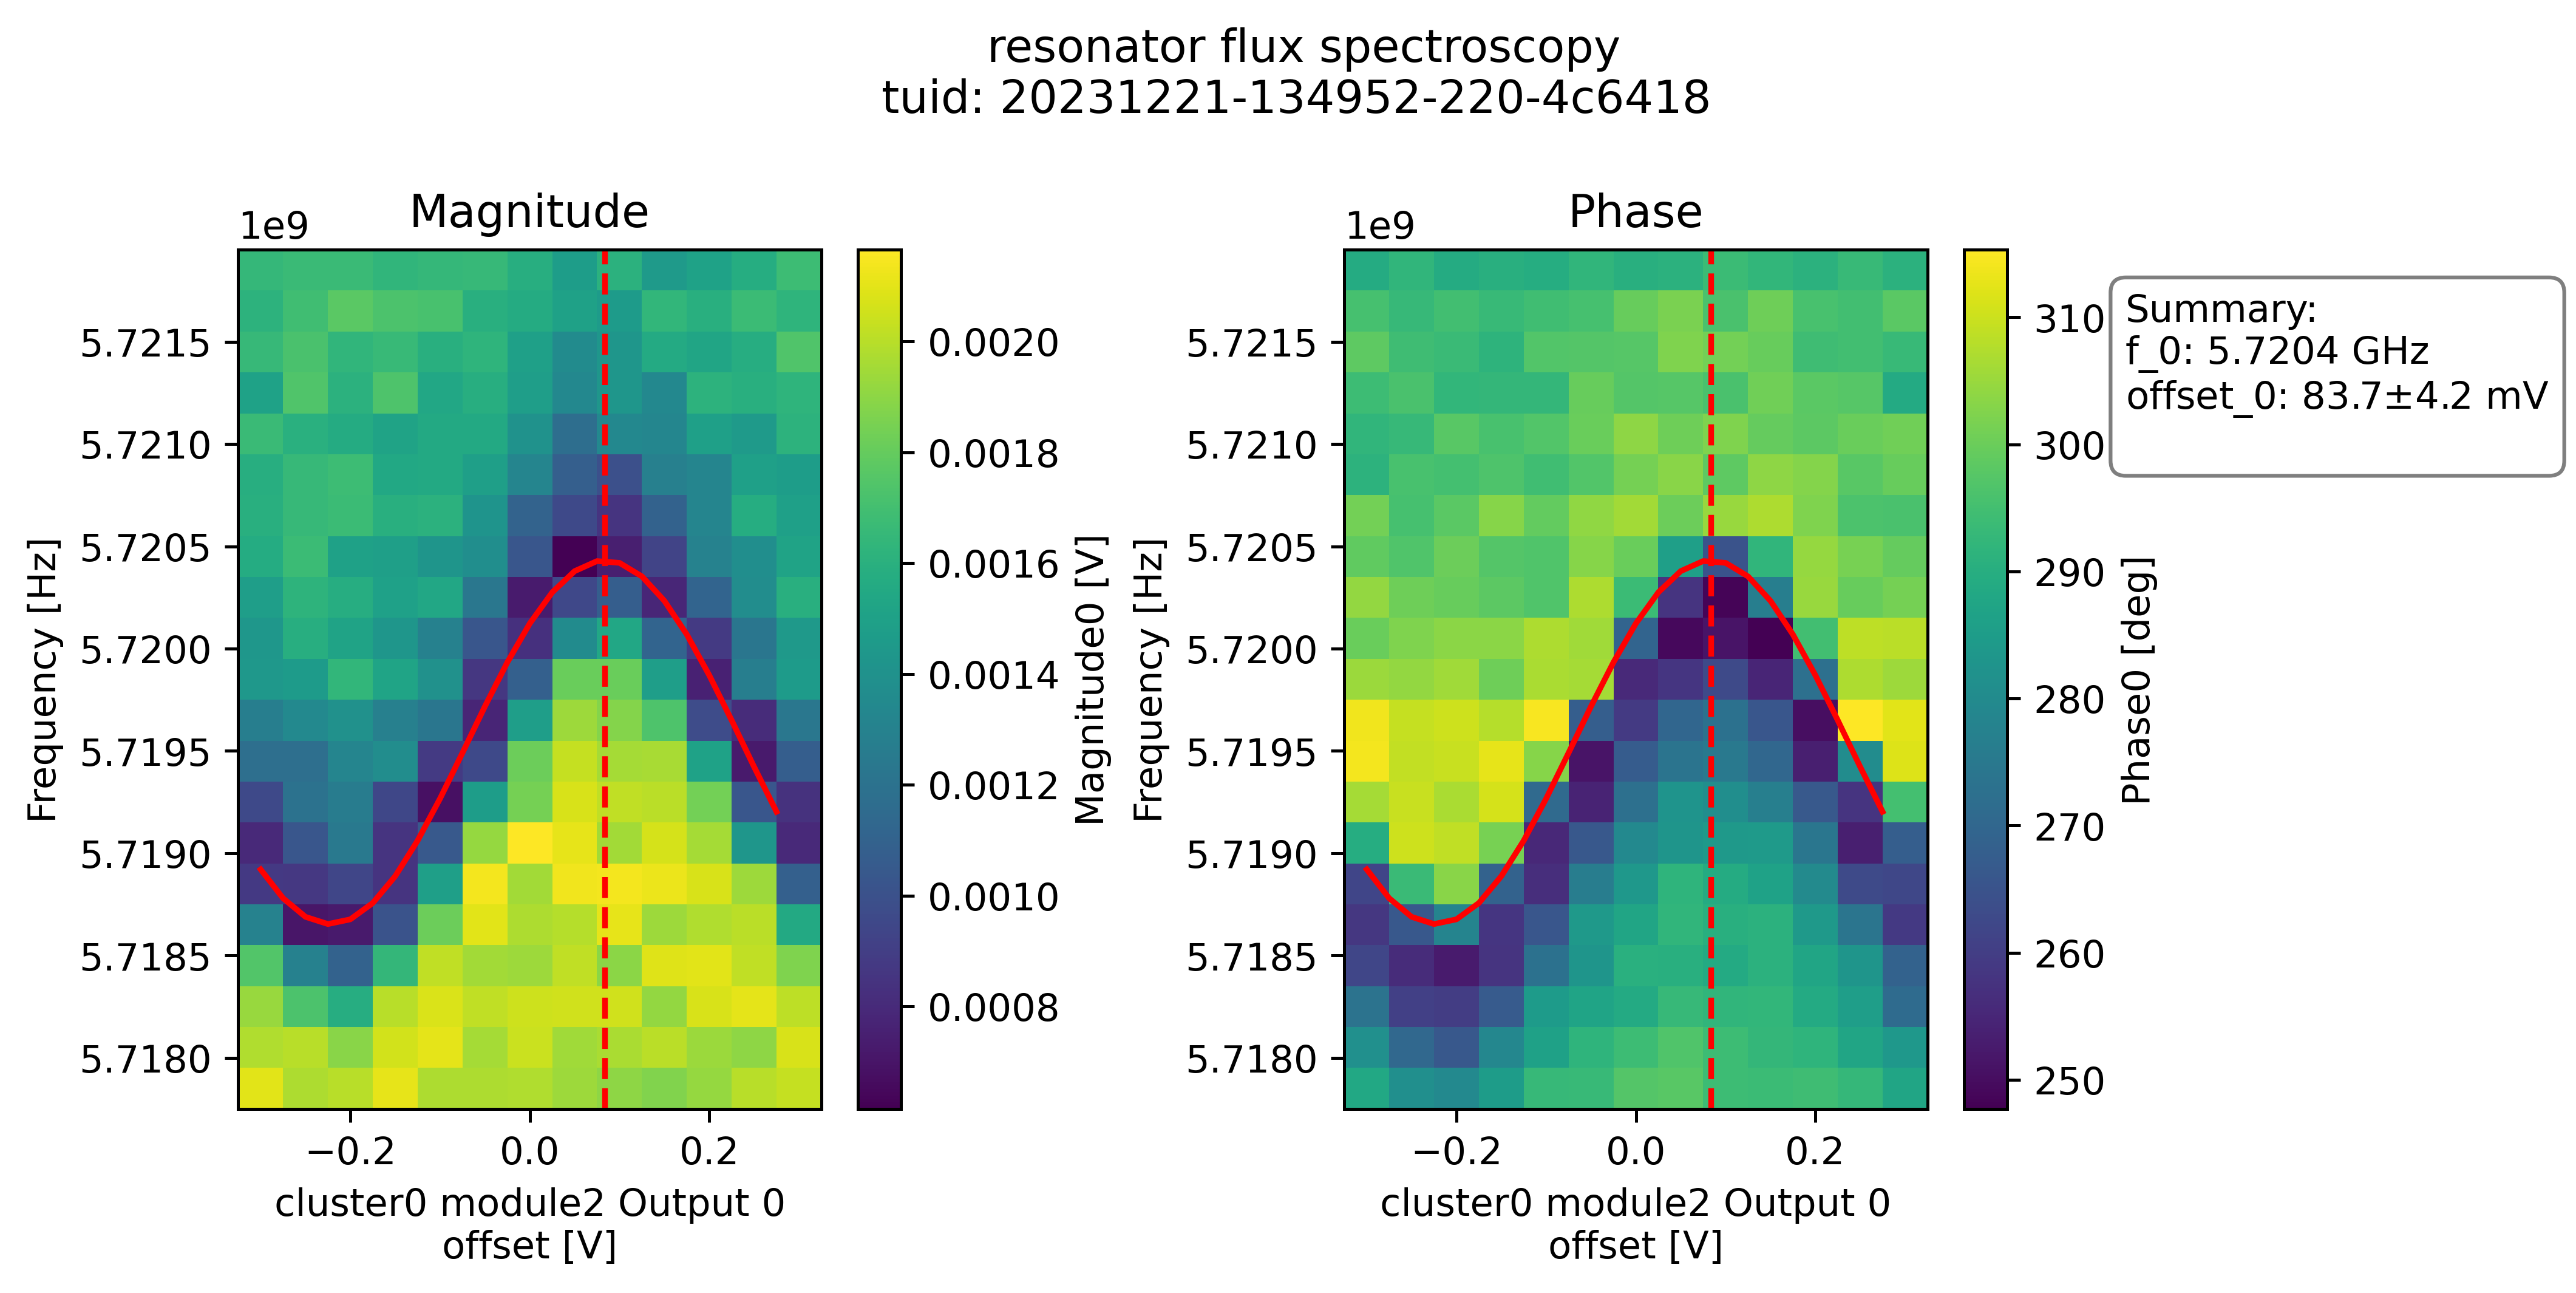 resonator flux spectroscopy
tuid: 20231221-134952-220-4c6418
Magnitude
1e9
5.7215
5.7210
5.7205
5.7200
5.7195
5.7190
5.7185
5.7180
Frequency [Hz]
−0.2
0.0
0.2
cluster0 module2 Output 0
offset [V]
0.0020
0.0018
0.0016
0.0014
0.0012
0.0010
0.0008
Magnitude0 [V]
Phase
1e9
5.7215
5.7210
5.7205
5.7200
5.7195
5.7190
5.7185
5.7180
Frequency [Hz]
−0.2
0.0
0.2
cluster0 module2 Output 0
offset [V]
310
300
290
280
270
260
250
Phase0 [deg]
Summary:
f_0: 5.7204 GHz
offset_0: 83.7±4.2 mV